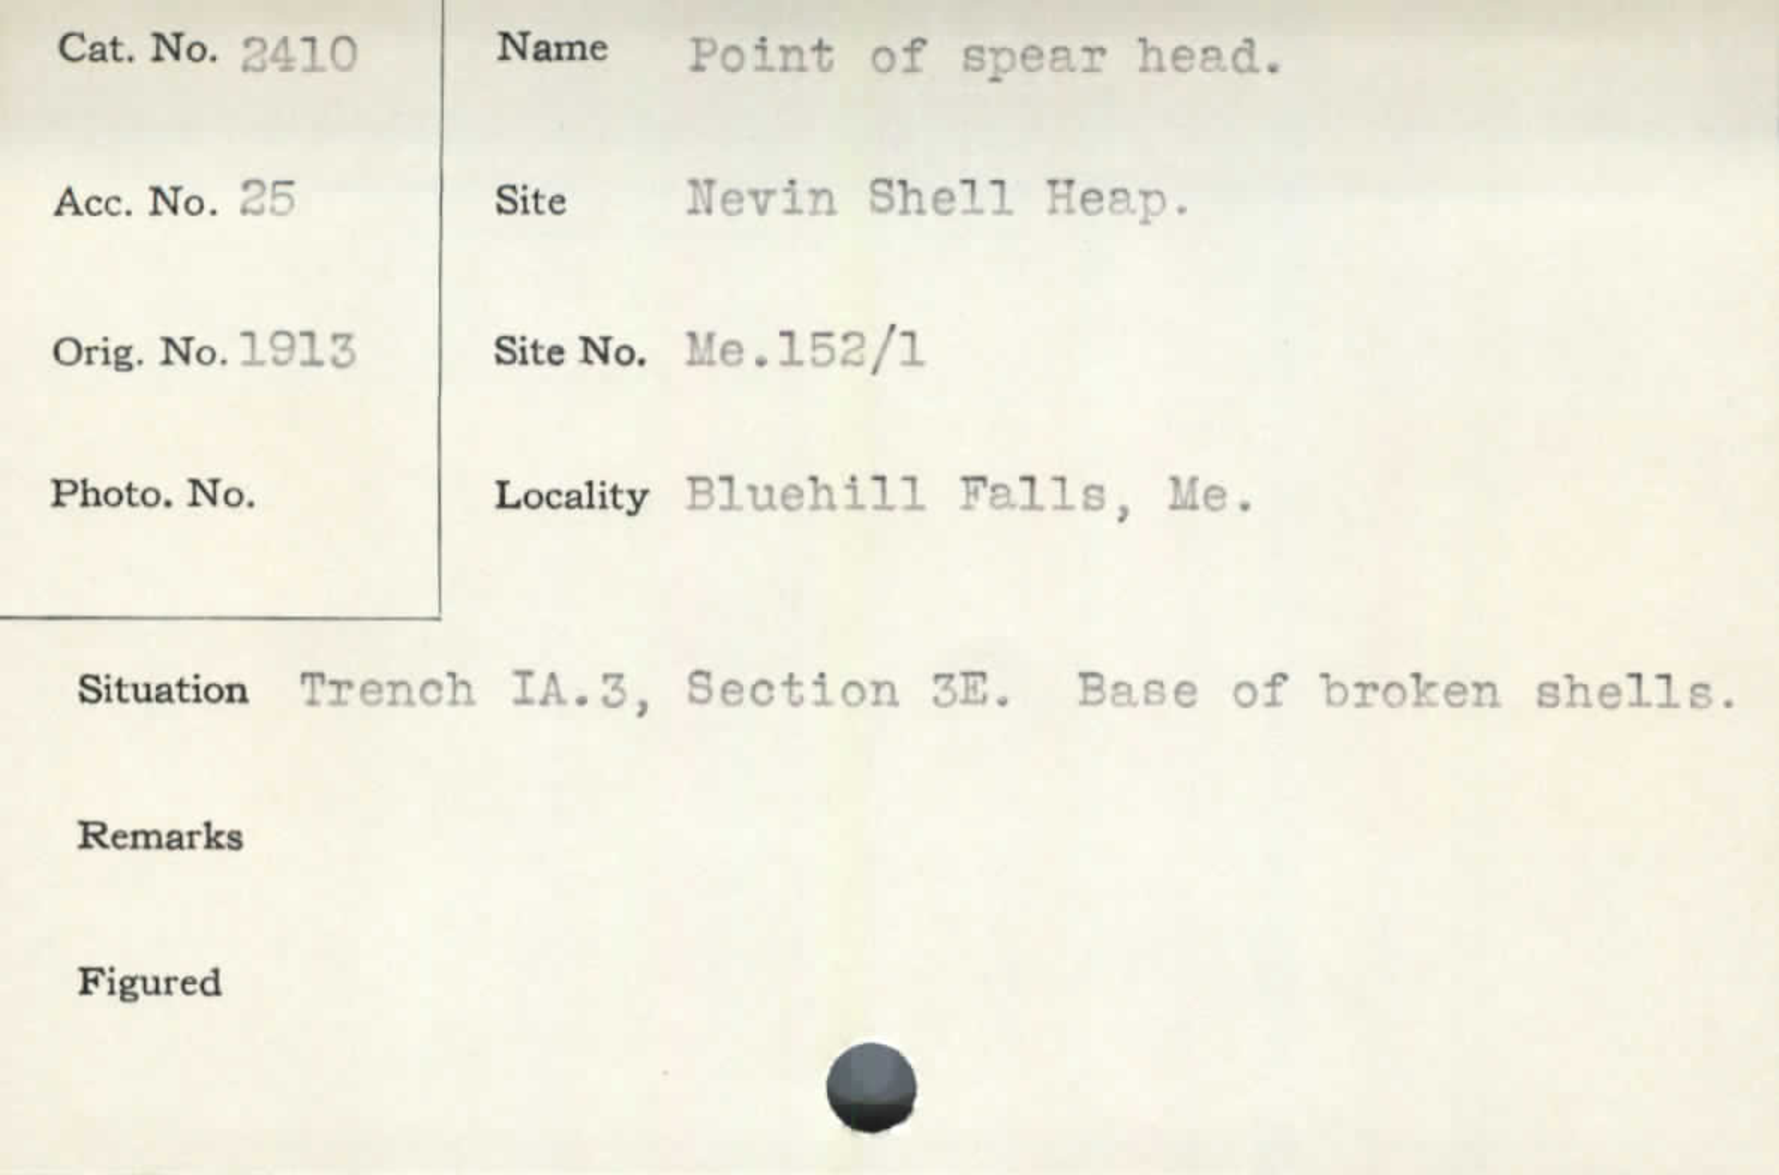 Cat. No. 2410
Name Point of spear head.
Acc. No. 25
Site Nevin Shell Heap.
Orig. No. 1913
Site No. Me.152/1
Photo. No.
Locality Bluehill Falls, Me.
Situation Trench IA.3, Section 3E. Base of broken shells.
Remarks
Figured